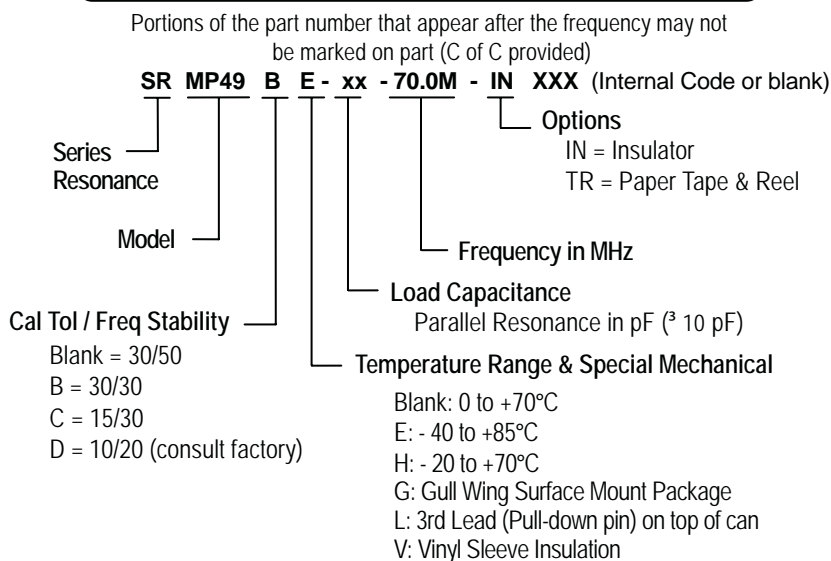 Portions of the part number that appear after the frequency may not
be marked on part (C of C provided)
SR MP49 B E - xx - 70.0M - IN XXX (Internal Code or blank)
Options
IN = Insulator
TR = Paper Tape & Reel
Series
Resonance
Model
Frequency in MHz
Load Capacitance
Parallel Resonance in pF (³ 10 pF)
Cal Tol / Freq Stability
Blank = 30/50
B = 30/30
C = 15/30
D = 10/20 (consult factory)
Temperature Range & Special Mechanical
Blank: 0 to +70°C
E: - 40 to +85°C
H: - 20 to +70°C
G: Gull Wing Surface Mount Package
L: 3rd Lead (Pull-down pin) on top of can
V: Vinyl Sleeve Insulation